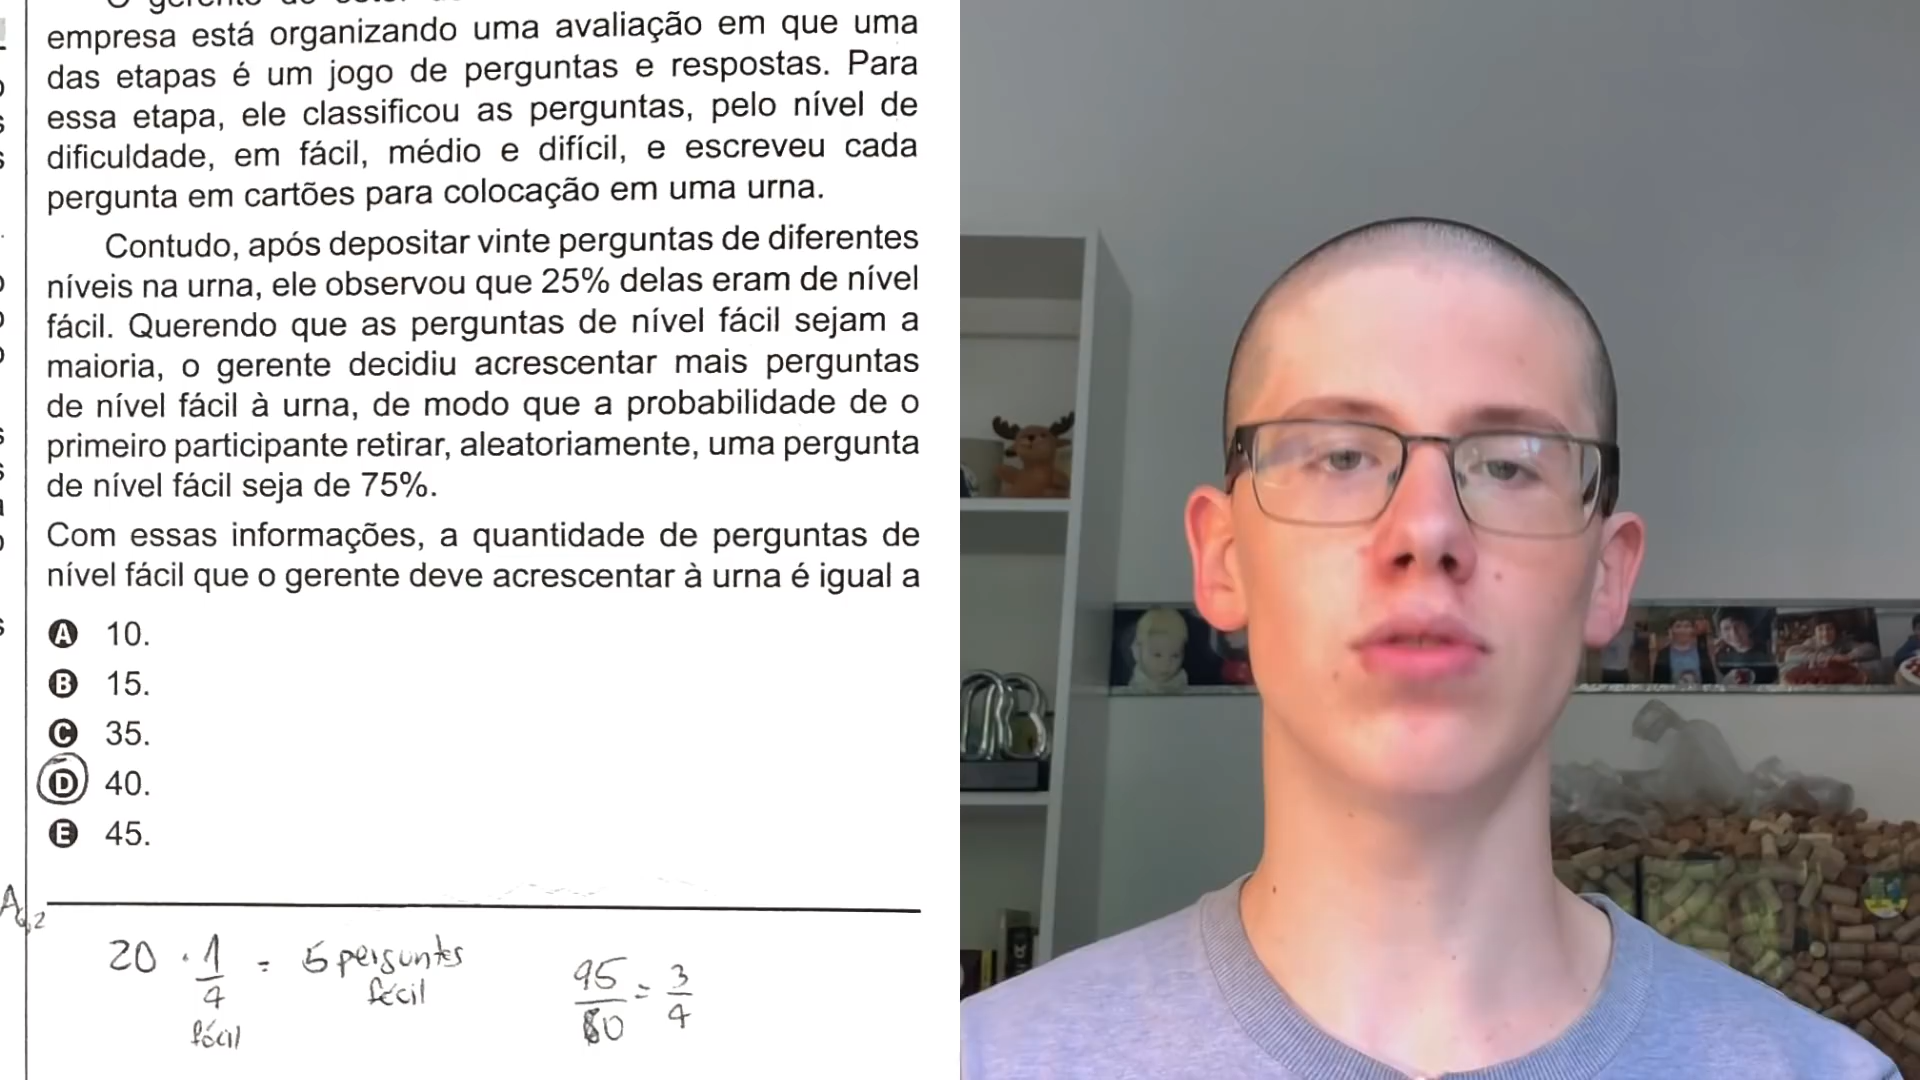 empresa está organizando uma avaliação em que uma
das etapas é um jogo de perguntas e respostas. Para
essa etapa, ele classificou as perguntas, pelo nível de
dificuldade, em fácil, médio e difícil, e escreveu cada
pergunta em cartões para colocação em uma urna.
Contudo, após depositar vinte perguntas de diferentes
níveis na urna, ele observou que 25% delas eram de nível
fácil. Querendo que as perguntas de nível fácil sejam a
maioria, o gerente decidiu acrescentar mais perguntas
de nível fácil à urna, de modo que a probabilidade de o
primeiro participante retirar, aleatoriamente, uma pergunta
de nível fácil seja de 75%.
Com essas informações, a quantidade de perguntas de
nível fácil que o gerente deve acrescentar à urna é igual a
A 10.
B 15.
C 35.
D 40.
E 45.
20 · 1/4 = 5 perguntas
fácil
fácil
45/60 = 3/4